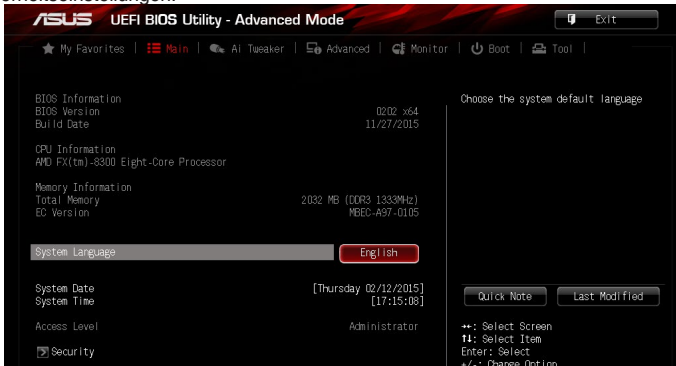 ASUS UEFI BIOS Utility - Advanced Mode Exit
My Favorites | Main | Ai Tweaker | Advanced | Monitor | Boot | Tool |
BIOS Information
BIOS Version 0202 x64
Build Date 11/27/2015
CPU Information
AMD FX(tm)-8300 Eight-Core Processor
Memory Information
Total Memory 2032 MB (DDR3 1333MHz)
EC Version MBEC-A97-0105
System Language English
System Date [Thursday 02/12/2015]
System Time [17:15:08]
Access Level Administrator
Security
Choose the system default language
Quick Note Last Modified
→←: Select Screen
↑↓: Select Item
Enter: Select
+/-: Change Option